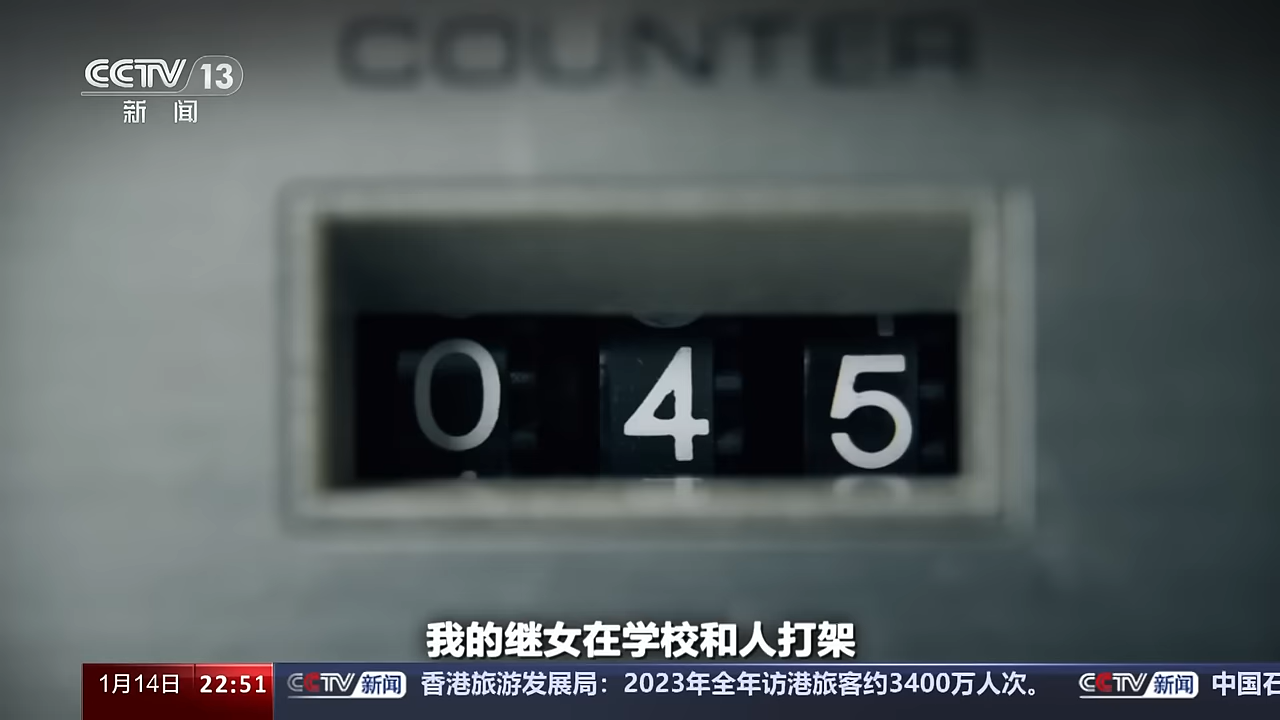 COUNTER
CCTV 13
新闻
0 4 5
我的继女在学校和人打架
1月14日 22:51 CCTV新闻 香港旅游发展局：2023年全年访港旅客约3400万人次。 CCTV新闻 中国石